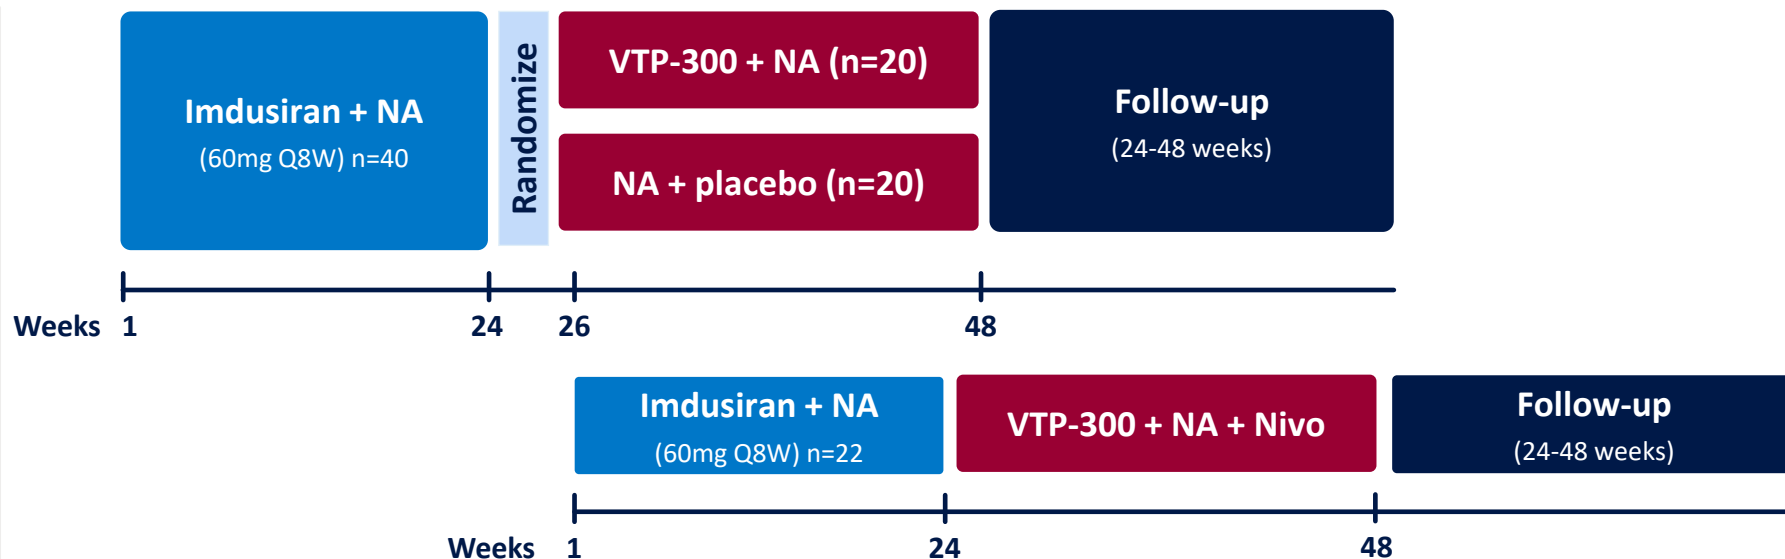 Imdusiran + NA
(60mg Q8W) n=40
Randomize
VTP-300 + NA (n=20)
NA + placebo (n=20)
Follow-up
(24-48 weeks)
Weeks 1 24 26 48
Imdusiran + NA
(60mg Q8W) n=22
VTP-300 + NA + Nivo
Follow-up
(24-48 weeks)
Weeks 1 24 48